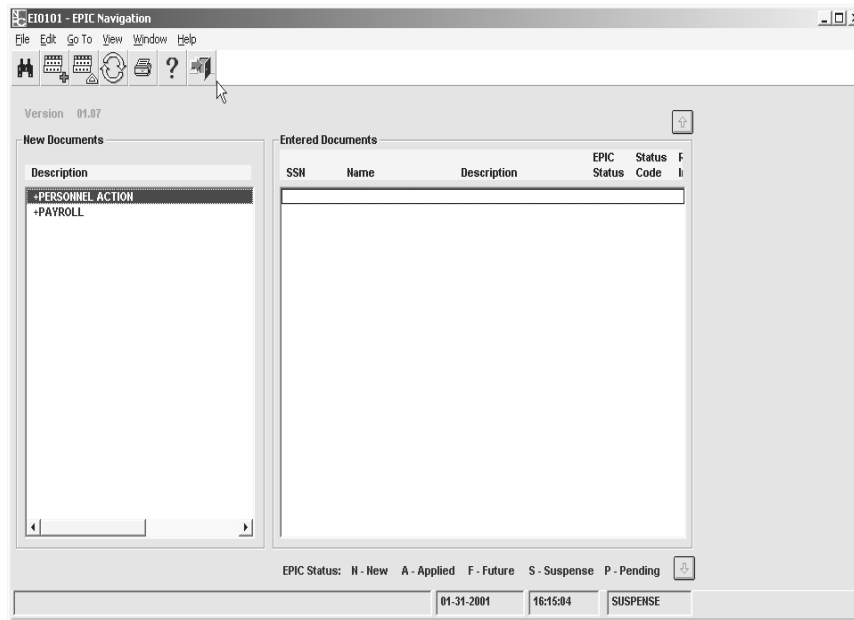 EI0101 - EPIC Navigation
File Edit Go To View Window Help
Version 01.07
New Documents
Description
+PERSONNEL ACTION
+PAYROLL
Entered Documents
SSN Name Description EPIC Status Status Code
EPIC Status: N - New A - Applied F - Future S - Suspense P - Pending
01-31-2001 16:15:04 SUSPENSE